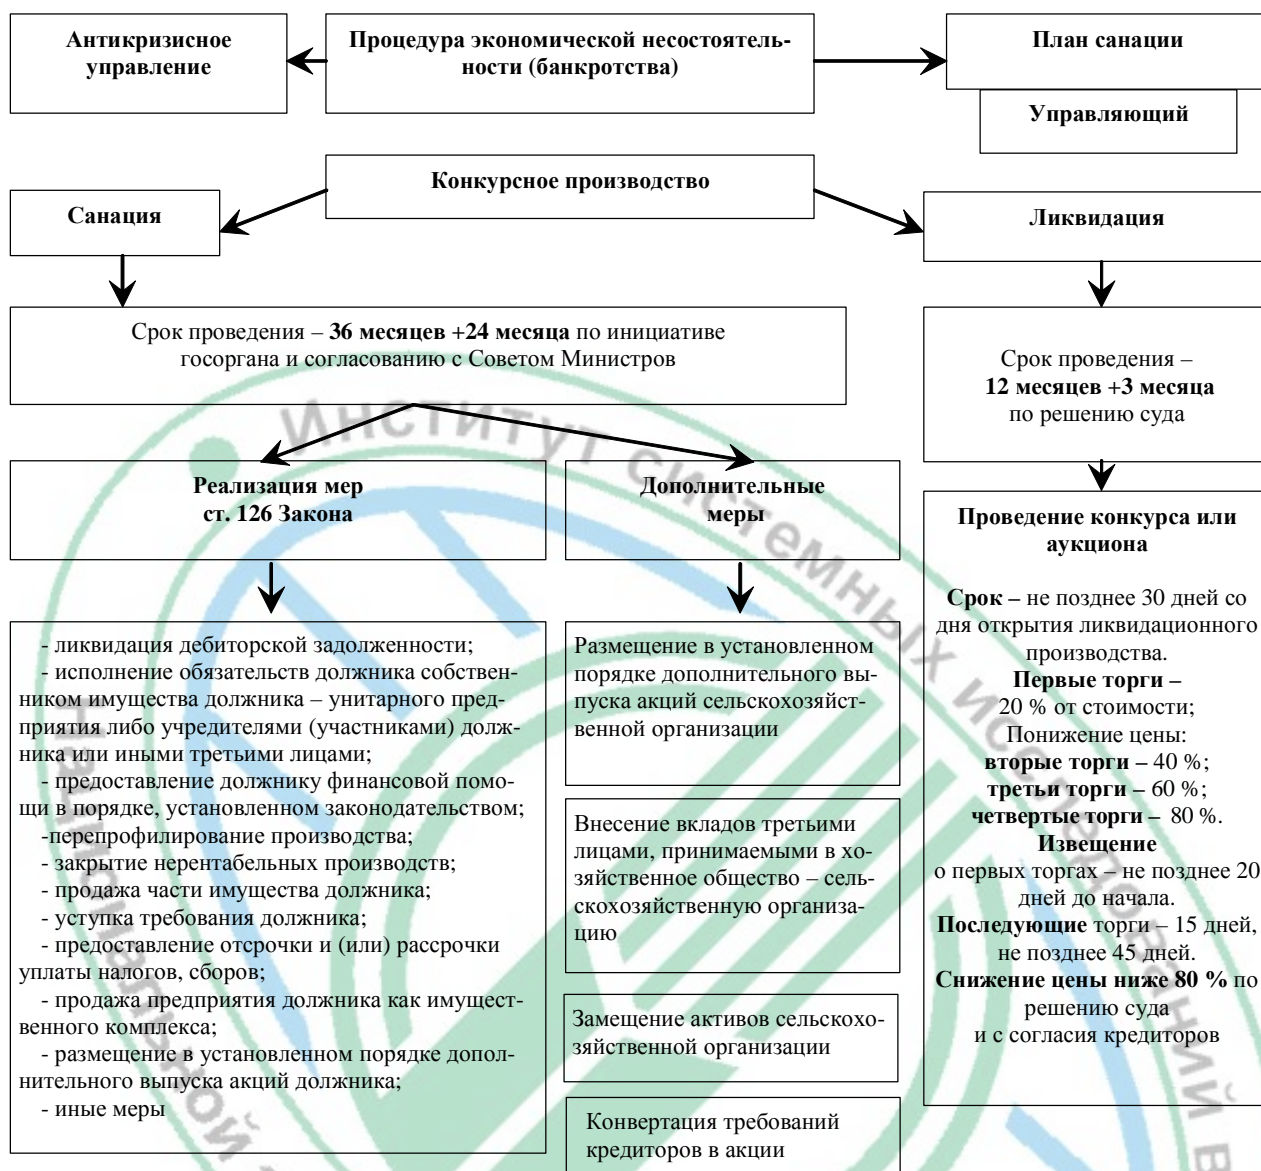 Антикризисное
управление
Процедура экономической несостоятель-
ности (банкротства)
План санации
Управляющий
Конкурсное производство
Санация
Ликвидация
Срок проведения – 36 месяцев +24 месяца по инициативе
госоргана и согласованию с Советом Министров
Срок проведения –
12 месяцев +3 месяца
по решению суда
Реализация мер
ст. 126 Закона
Дополнительные
меры
- ликвидация дебиторской задолженности;
- исполнение обязательств должника собствен-
ником имущества должника – унитарного пред-
приятия либо учредителями (участниками) долж-
ника или иными третьими лицами;
- предоставление должнику финансовой помо-
щи в порядке, установленном законодательством;
-перепрофилирование производства;
- закрытие нерентабельных производств;
- продажа части имущества должника;
- уступка требования должника;
- предоставление отсрочки и (или) рассрочки
уплаты налогов, сборов;
- продажа предприятия должника как имущест-
венного комплекса;
- размещение в установленном порядке допол-
нительного выпуска акций должника;
- иные меры
Размещение в установленном
порядке дополнительного вы-
пуска акций сельскохозяйст-
венной организации
Внесение вкладов третьими
лицами, принимаемыми в хо-
зяйственное общество – сель-
скохозяйственную организа-
цию
Замещение активов сельскохо-
зяйственной организации
Конвертация требований
кредиторов в акции
Проведение конкурса или
аукциона
Срок – не позднее 30 дней со
дня открытия ликвидационного
производства.
Первые торги –
20 % от стоимости;
Понижение цены:
вторые торги – 40 %;
третьи торги – 60 %;
четвертые торги – 80 %.
Извещение
о первых торгах – не позднее 20
дней до начала.
Последующие торги – 15 дней,
не позднее 45 дней.
Снижение цены ниже 80 % по
решению суда
и с согласия кредиторов
Институт системных исследований в
Национальной